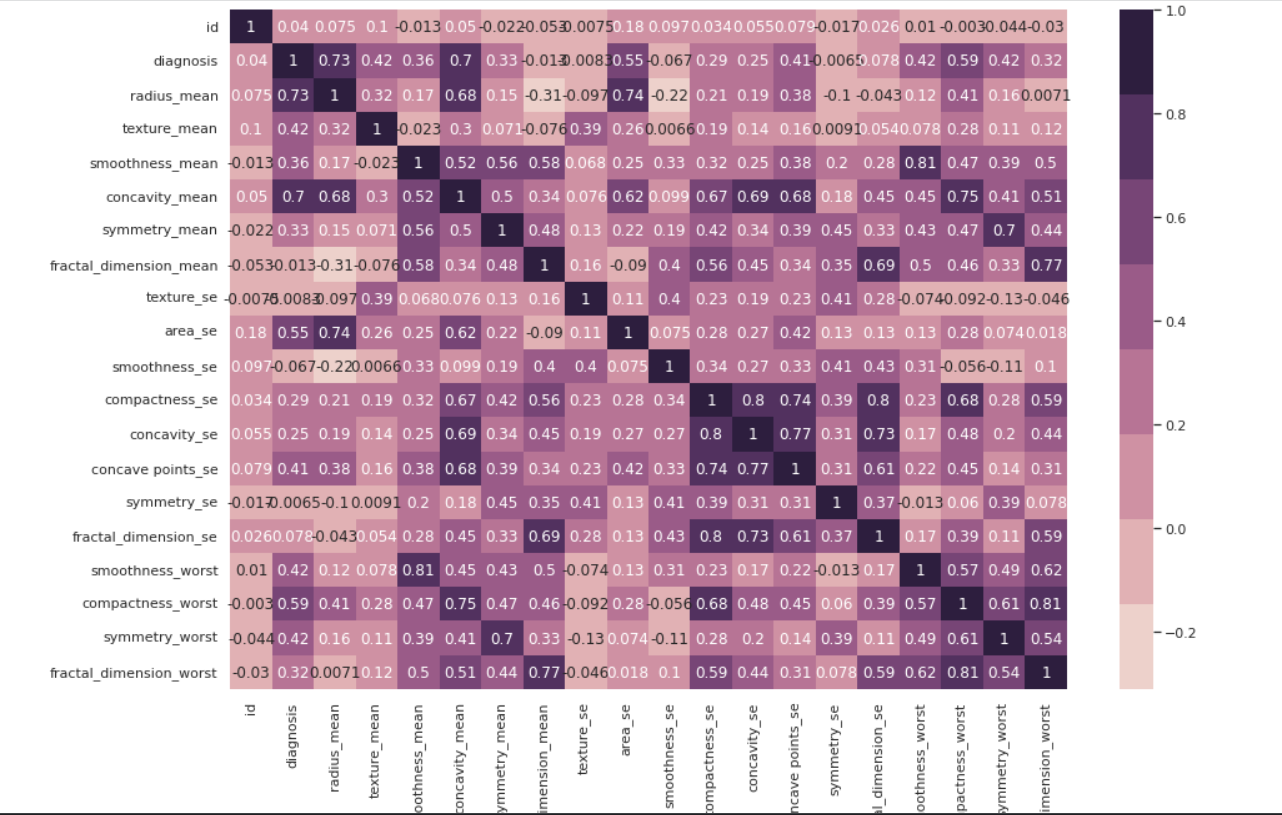 id 1 0.04 0.075 0.1 -0.013 0.05 -0.022 -0.053 -0.0075 0.18 0.097 0.034 0.055 0.079 -0.017 0.026 0.01 -0.003 -0.044 -0.03
diagnosis 0.04 1 0.73 0.42 0.36 0.7 0.33 -0.013 -0.0083 0.55 -0.067 0.29 0.25 0.41 -0.0065 0.078 0.42 0.59 0.42 0.32
radius_mean 0.075 0.73 1 0.32 0.17 0.68 0.15 -0.31 -0.097 0.74 -0.22 0.21 0.19 0.38 -0.1 -0.043 0.12 0.41 0.16 0.0071
texture_mean 0.1 0.42 0.32 1 -0.023 0.3 0.071 -0.076 0.39 0.26 0.0066 0.19 0.14 0.16 0.0091 0.054 0.078 0.28 0.11 0.12
smoothness_mean -0.013 0.36 0.17 -0.023 1 0.52 0.56 0.58 0.068 0.25 0.33 0.32 0.25 0.38 0.2 0.28 0.81 0.47 0.39 0.5
concavity_mean 0.05 0.7 0.68 0.3 0.52 1 0.5 0.34 0.076 0.62 0.099 0.67 0.69 0.68 0.18 0.45 0.45 0.75 0.41 0.51
symmetry_mean -0.022 0.33 0.15 0.071 0.56 0.5 1 0.48 0.13 0.22 0.19 0.42 0.34 0.39 0.45 0.33 0.43 0.47 0.7 0.44
fractal_dimension_mean -0.053 -0.013 -0.31 -0.076 0.58 0.34 0.48 1 0.16 -0.09 0.4 0.56 0.45 0.34 0.35 0.69 0.5 0.46 0.33 0.77
texture_se -0.0075 -0.0083 -0.097 0.39 0.068 0.076 0.13 0.16 1 0.11 0.4 0.23 0.19 0.23 0.41 0.28 -0.074 -0.092 -0.13 -0.046
area_se 0.18 0.55 0.74 0.26 0.25 0.62 0.22 -0.09 0.11 1 0.075 0.28 0.27 0.42 0.13 0.13 0.13 0.28 0.074 0.018
smoothness_se 0.097 -0.067 -0.22 0.0066 0.33 0.099 0.19 0.4 0.4 0.075 1 0.34 0.27 0.33 0.41 0.43 0.31 -0.056 -0.11 0.1
compactness_se 0.034 0.29 0.21 0.19 0.32 0.67 0.42 0.56 0.23 0.28 0.34 1 0.8 0.74 0.39 0.8 0.23 0.68 0.28 0.59
concavity_se 0.055 0.25 0.19 0.14 0.25 0.69 0.34 0.45 0.19 0.27 0.27 0.8 1 0.77 0.31 0.73 0.17 0.48 0.2 0.44
concave points_se 0.079 0.41 0.38 0.16 0.38 0.68 0.39 0.34 0.23 0.42 0.33 0.74 0.77 1 0.31 0.61 0.22 0.45 0.14 0.31
symmetry_se -0.017 -0.0065 -0.1 0.0091 0.2 0.18 0.45 0.35 0.41 0.13 0.41 0.39 0.31 0.31 1 0.37 -0.013 0.06 0.39 0.078
fractal_dimension_se 0.026 0.078 -0.043 0.054 0.28 0.45 0.33 0.69 0.28 0.13 0.43 0.8 0.73 0.61 0.37 1 0.17 0.39 0.11 0.59
smoothness_worst 0.01 0.42 0.12 0.078 0.81 0.45 0.43 0.5 -0.074 0.13 0.31 0.23 0.17 0.22 -0.013 0.17 1 0.57 0.49 0.62
compactness_worst -0.003 0.59 0.41 0.28 0.47 0.75 0.47 0.46 -0.092 0.28 -0.056 0.68 0.48 0.45 0.06 0.39 0.57 1 0.61 0.81
symmetry_worst -0.044 0.42 0.16 0.11 0.39 0.41 0.7 0.33 -0.13 0.074 -0.11 0.28 0.2 0.14 0.39 0.11 0.49 0.61 1 0.54
fractal_dimension_worst -0.03 0.32 0.0071 0.12 0.5 0.51 0.44 0.77 -0.046 0.018 0.1 0.59 0.44 0.31 0.078 0.59 0.62 0.81 0.54 1
id
diagnosis
radius_mean
texture_mean
oothness_mean
oncavity_mean
ymmetry_mean
imension_mean
texture_se
area_se
smoothness_se
ompactness_se
concavity_se
ncave points_se
symmetry_se
al_dimension_se
oothness_worst
pactness_worst
ymmetry_worst
imension_worst
1.0
0.8
0.6
0.4
0.2
0.0
−0.2